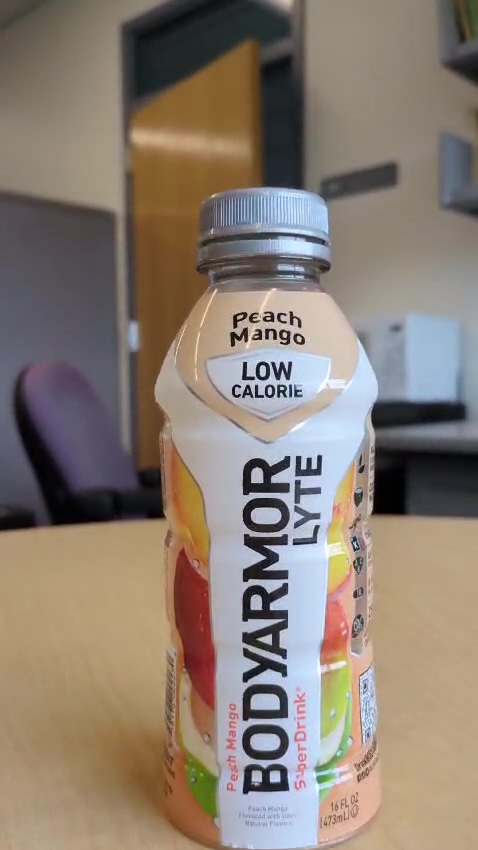 Peach
Mango
LOW
CALORIE
BODYARMOR
LYTE
Peach Mango
SuperDrink
Peach Mango
Flavored with other
Natural Flavors
16 FL OZ
(473mL)